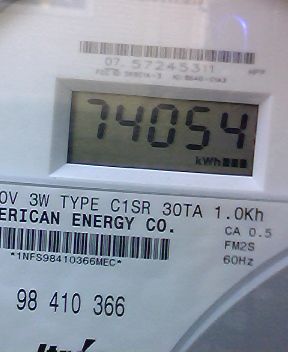 07. 57245311
74054
kWh
0V 3W TYPE C1SR 30TA 1.0Kh
ERICAN ENERGY CO.
CA 0.5
FM2S
*1NFS98410366MEC*
60Hz
98 410 366